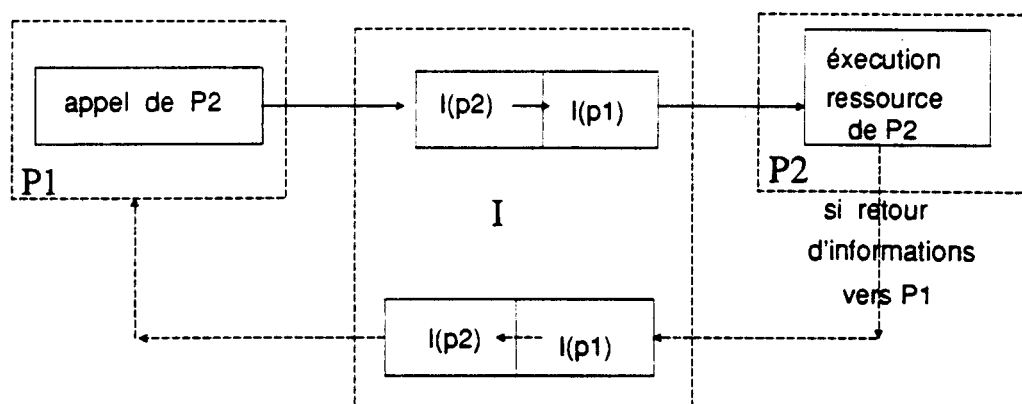 appel de P2
P1
I(p2)
I(p1)
I
éxecution
ressource
de P2
P2
si retour
d'informations
vers P1
I(p2)
I(p1)